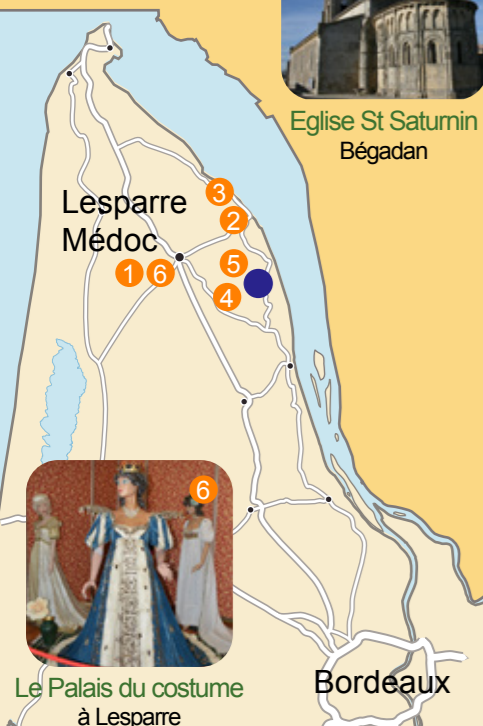 Eglise St Saturnin
Bégadan
3
Lesparre
Médoc
2
5
1 6
4
6
Le Palais du costume
à Lesparre
Bordeaux